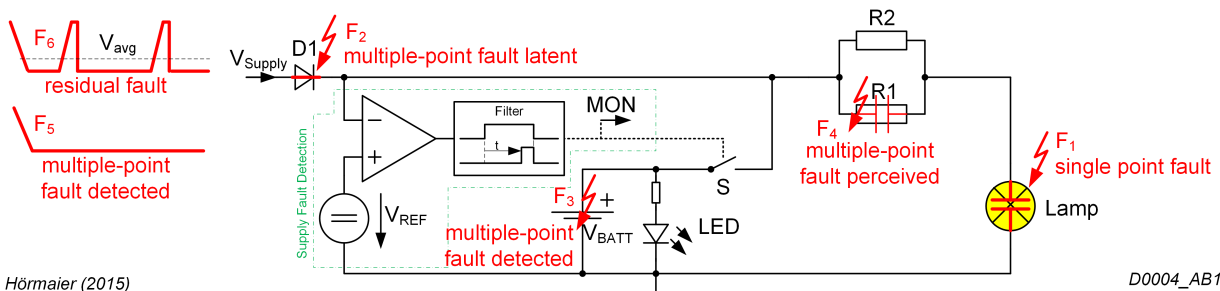 F6
Vavg
residual fault
F5
multiple-point
fault detected
VSupply
D1
F2
multiple-point fault latent
Supply Fault Detection
−
+
VREF
Filter
t
MON
F3
multiple-point
fault detected
+
VBATT
LED
S
R2
R1
F4
multiple-point
fault perceived
F1
single point fault
Lamp
Hörmaier (2015)
D0004_AB1